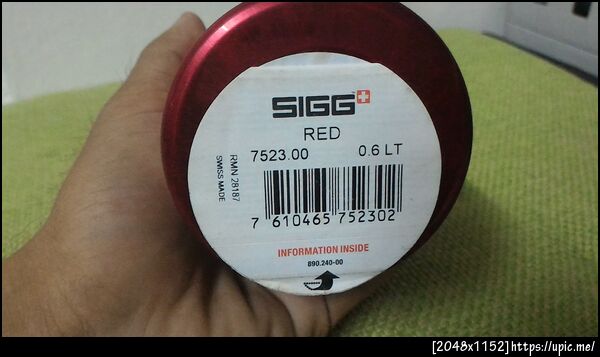 SIGG
RED
7523.00 0.6 LT
RMN 28187
SWISS MADE
7 610465 752302
INFORMATION INSIDE
890.240-00
[2048x1152]https://upic.me/